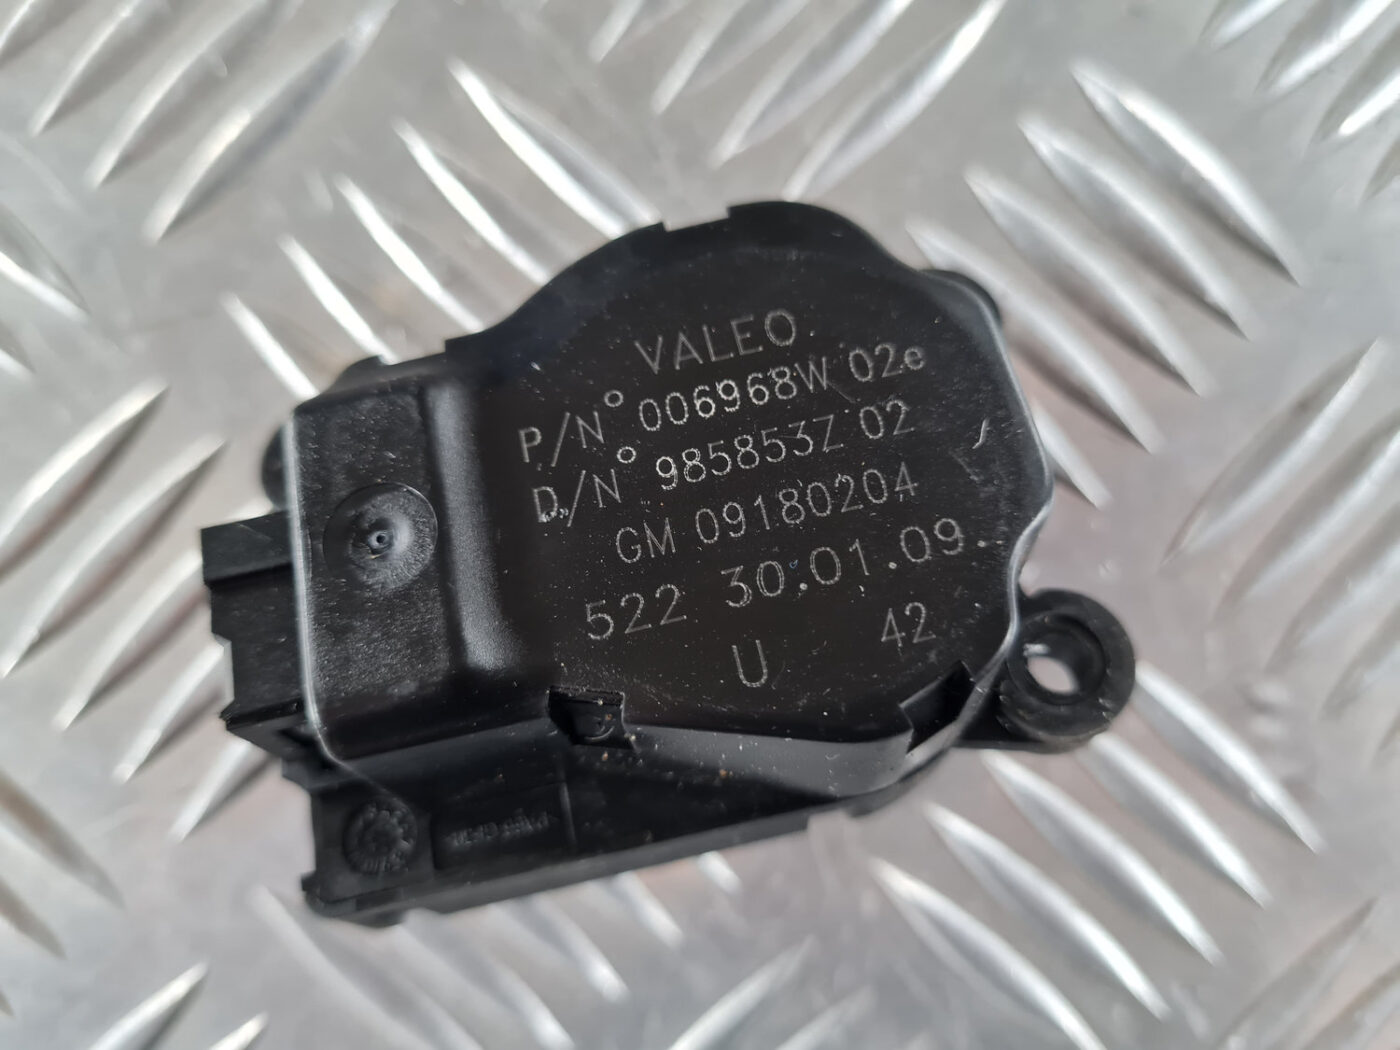 VALEO
P/N° 006968W 02e
D/N° 985853Z 02
GM 09180204
522 30.01.09.
U 42